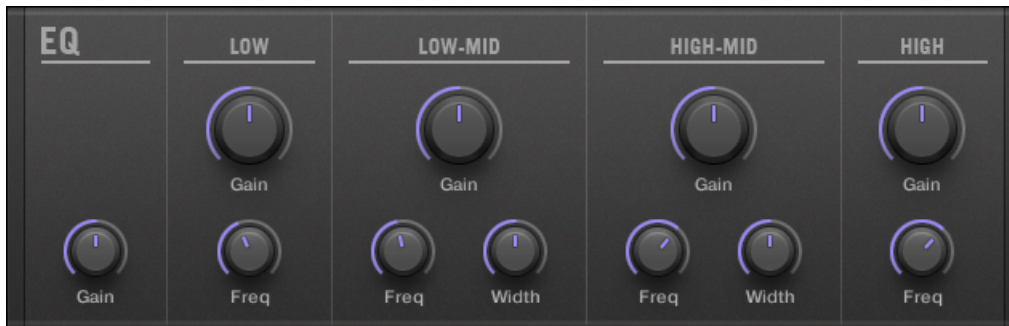 EQ
LOW
LOW-MID
HIGH-MID
HIGH
Gain
Gain
Gain
Gain
Gain
Freq
Freq
Width
Freq
Width
Freq